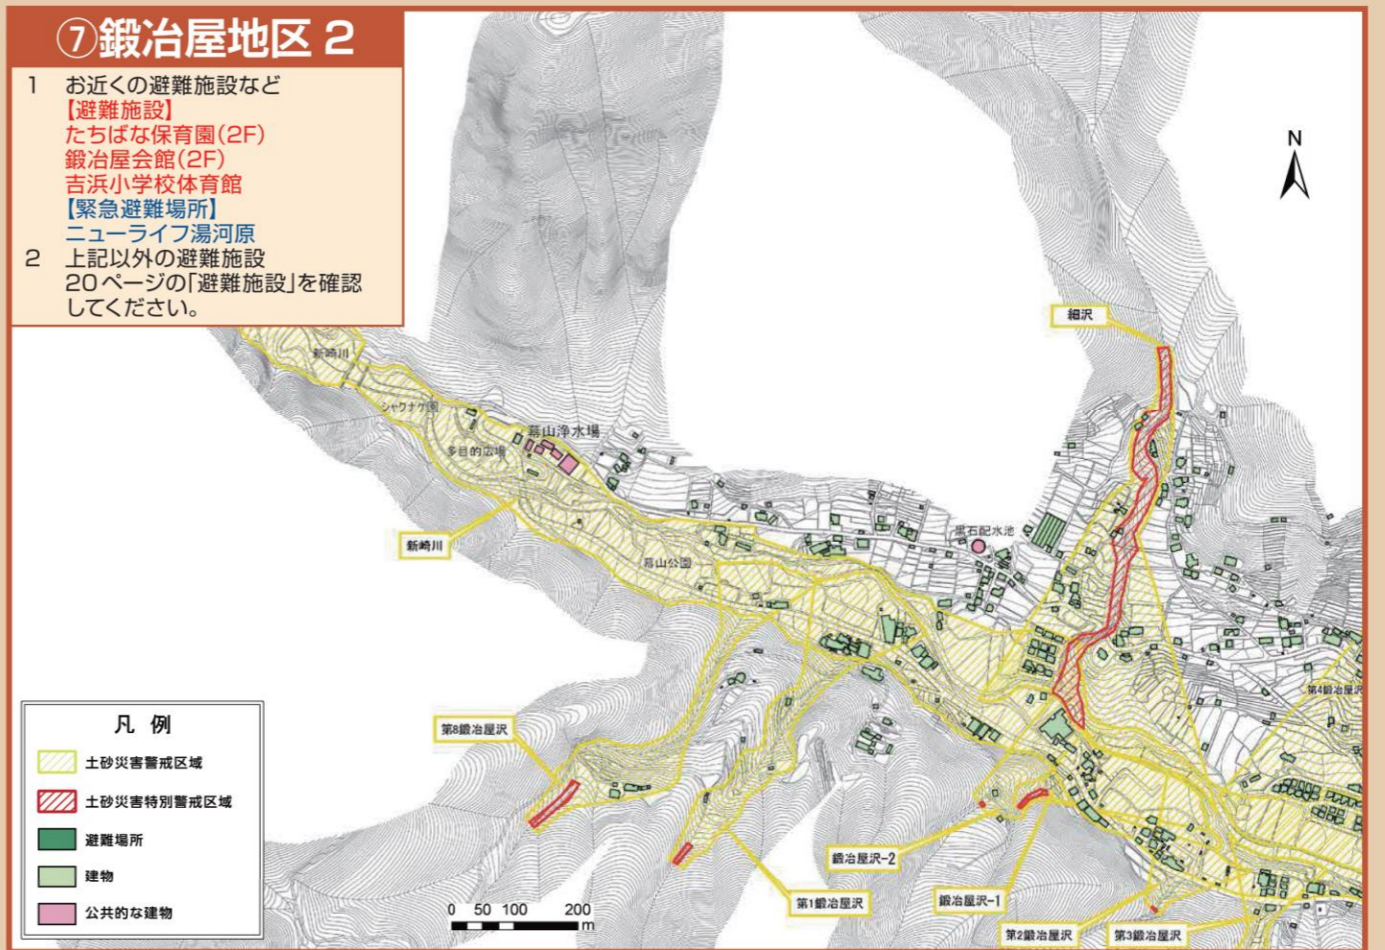 ⑦鍛冶屋地区 2
1 お近くの避難施設など
【避難施設】
たちばな保育園(2F)
鍛冶屋会館(2F)
吉浜小学校体育館
【緊急避難場所】
ニューライフ湯河原
2 上記以外の避難施設
20ページの「避難施設」を確認
してください。
N
細沢
新崎川
シャクナゲ園
幕山浄水場
多目的広場
新崎川
黒石配水池
幕山公園
第4鍛冶屋沢
第8鍛冶屋沢
鍛冶屋沢-2
第1鍛冶屋沢
鍛冶屋沢-1
第2鍛冶屋沢
第3鍛冶屋沢
凡 例
土砂災害警戒区域
土砂災害特別警戒区域
避難場所
建物
公共的な建物
0 50 100 200
m